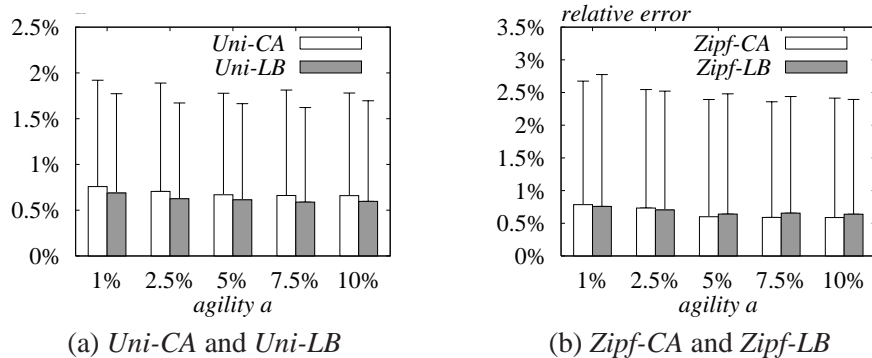 2.5%
Uni-CA
Uni-LB
2%
1.5%
1%
0.5%
0%
1% 2.5% 5% 7.5% 10%
agility a
(a) Uni-CA and Uni-LB
relative error
3.5%
Zipf-CA
3%
Zipf-LB
2.5%
2%
1.5%
1%
0.5%
0%
1% 2.5% 5% 7.5% 10%
agility a
(b) Zipf-CA and Zipf-LB